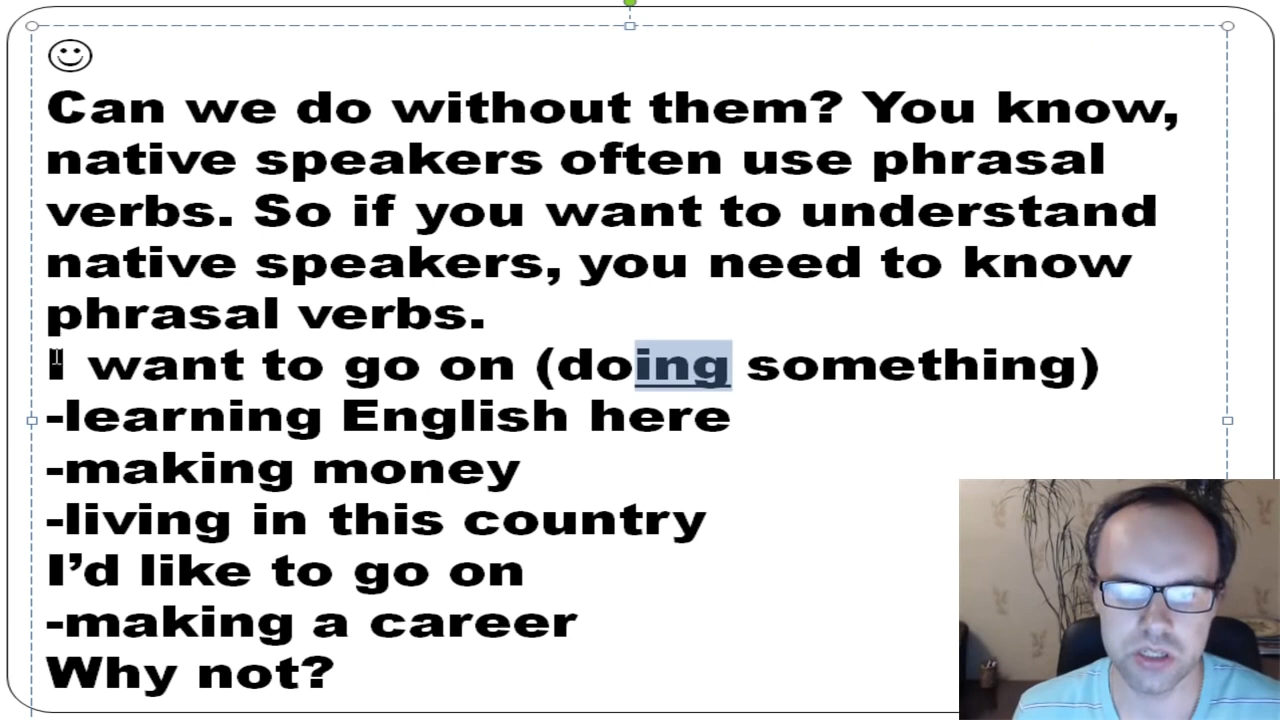 Can we do without them? You know,
native speakers often use phrasal
verbs. So if you want to understand
native speakers, you need to know
phrasal verbs.
I want to go on (doing something)
-learning English here
-making money
-living in this country
I’d like to go on
-making a career
Why not?